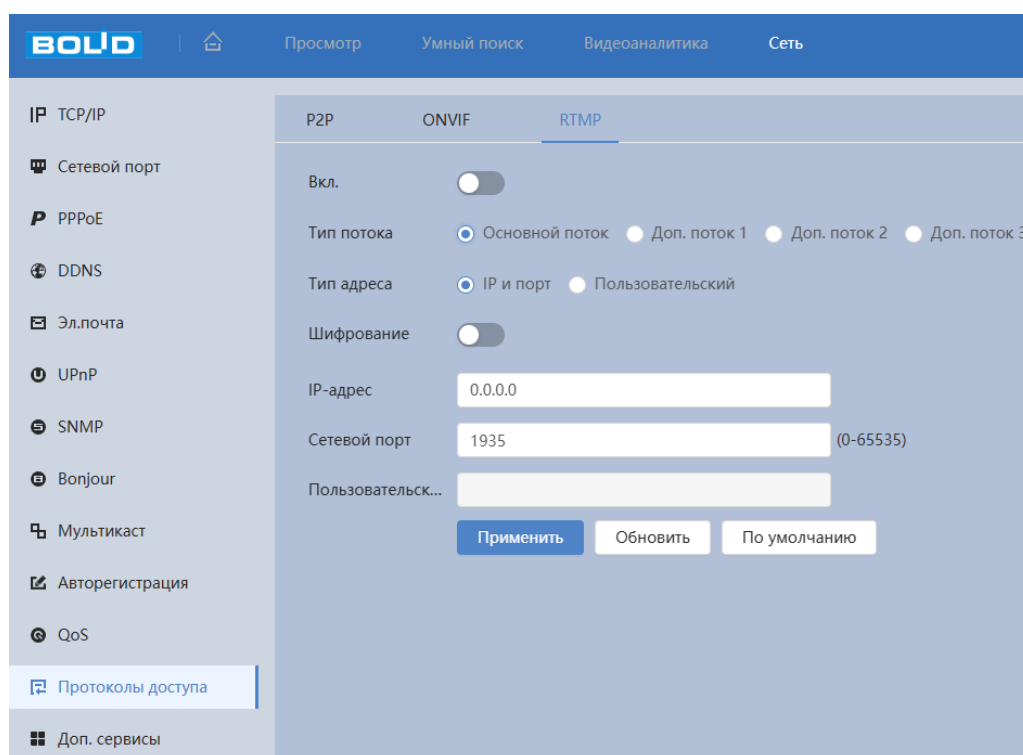 BOLID
Просмотр Умный поиск Видеоаналитика Сеть
TCP/IP
Сетевой порт
PPPoE
DDNS
Эл.почта
UPnP
SNMP
Bonjour
Мультикаст
Авторегистрация
QoS
Протоколы доступа
Доп. сервисы
P2P ONVIF RTMP
Вкл.
Тип потока Основной поток Доп. поток 1 Доп. поток 2 Доп. поток 3
Тип адреса IP и порт Пользовательский
Шифрование
IP-адрес 0.0.0.0
Сетевой порт 1935 (0-65535)
Пользовательск...
Применить Обновить По умолчанию